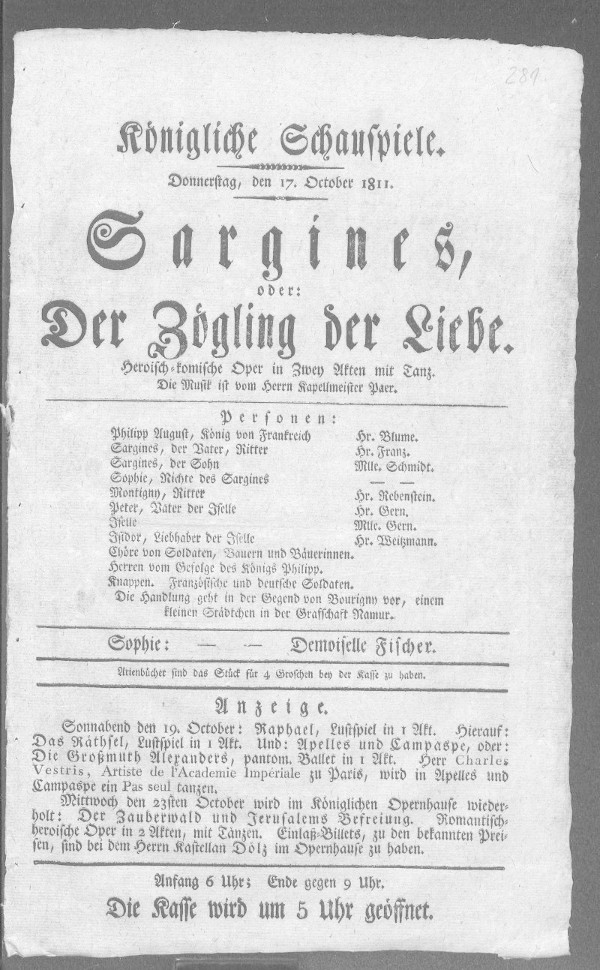 281
Königliche Schauspiele.
Donnerstag, den 17. October 1811.
Sargines,
oder:
Der Zögling der Liebe.
Heroisch-komische Oper in Zwey Akten mit Tanz.
Die Musik ist vom Herrn Kapellmeister Paer.
Personen:
Philipp August, König von Frankreich Hr. Blume.
Sargines, der Vater, Ritter Hr. Franz.
Sargines, der Sohn Mlle. Schmidt.
Sophie, Nichte des Sargines — —
Montigny, Ritter Hr. Rebenstein.
Peter, Vater der Iselle Hr. Gern.
Iselle Mlle. Gern.
Isidor, Liebhaber der Iselle Hr. Weitzmann.
Chöre von Soldaten, Bauern und Bäuerinnen.
Herren vom Gefolge des Königs Philipp.
Knappen. Französische und deutsche Soldaten.
Die Handlung geht in der Gegend von Bourigny vor, einem
kleinen Städtchen in der Grafschaft Namur.
Sophie: — — Demoiselle Fischer.
Arienbücher sind das Stück für 4 Groschen bey der Kasse zu haben.
Anzeige.
Sonnabend den 19. October: Raphael, Lustspiel in 1 Akt. Hierauf:
Das Räthsel, Lustspiel in 1 Akt. Und: Apelles und Campaspe, oder:
Die Großmuth Alexanders, pantom. Ballet in 1 Akt. Herr Charles
Vestris, Artiste de l'Academie Impériale zu Paris, wird in Apelles und
Campaspe ein Pas seul tanzen.
Mittwoch den 23sten October wird im Königlichen Opernhause wieder-
holt: Der Zauberwald und Jerusalems Befreiung. Romantisch-
heroische Oper in 2 Akten, mit Tänzen. Einlaß-Billets, zu den bekannten Prei-
sen, sind bei dem Herrn Kastellan Dölz im Opernhause zu haben.
Anfang 6 Uhr; Ende gegen 9 Uhr.
Die Kasse wird um 5 Uhr geöffnet.